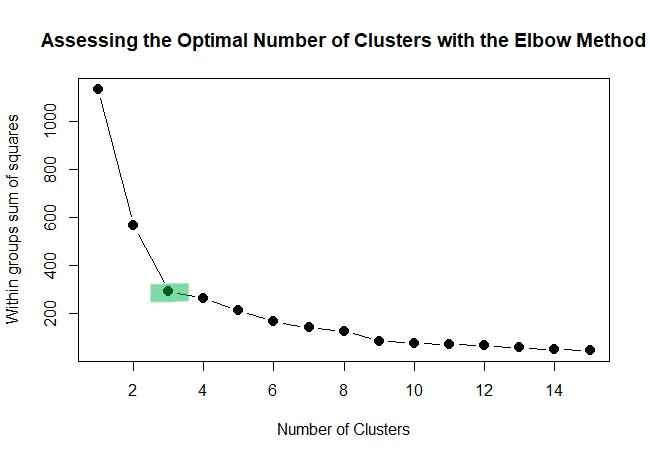 Assessing the Optimal Number of Clusters with the Elbow Method
Within groups sum of squares
1000
800
600
400
200
2 4 6 8 10 12 14
Number of Clusters